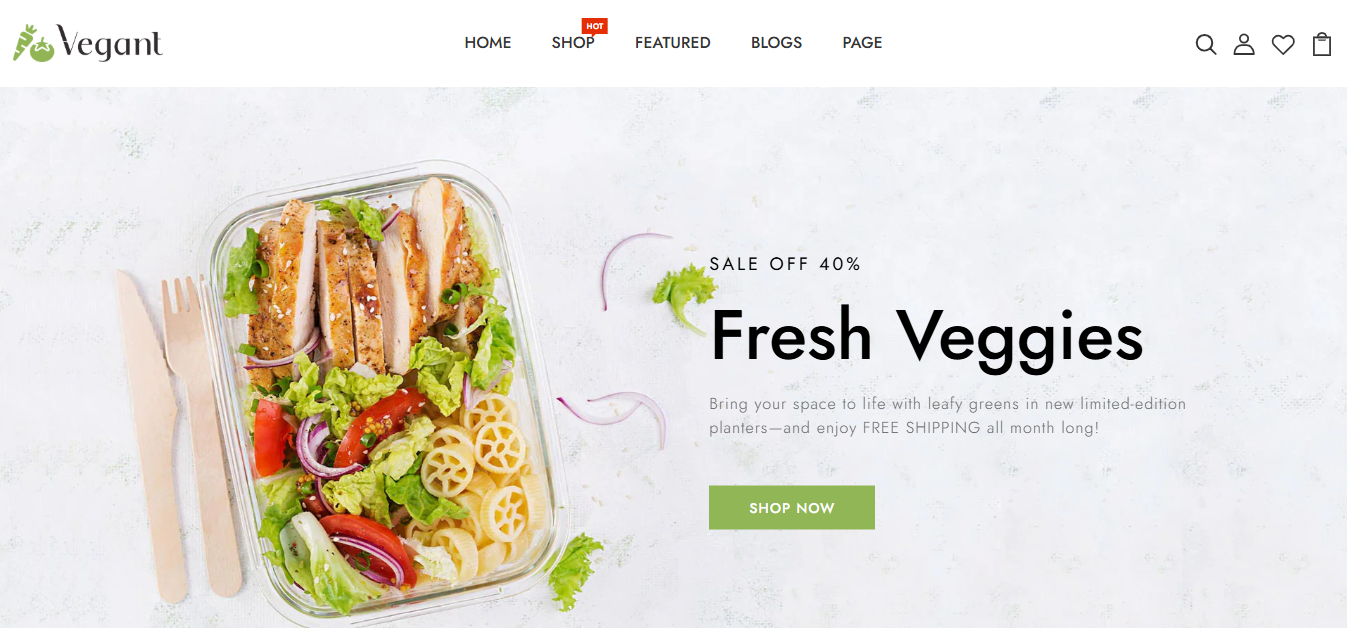 Vegant
HOME
SHOP
HOT
FEATURED
BLOGS
PAGE
SALE OFF 40%
Fresh Veggies
Bring your space to life with leafy greens in new limited-edition
planters—and enjoy FREE SHIPPING all month long!
SHOP NOW